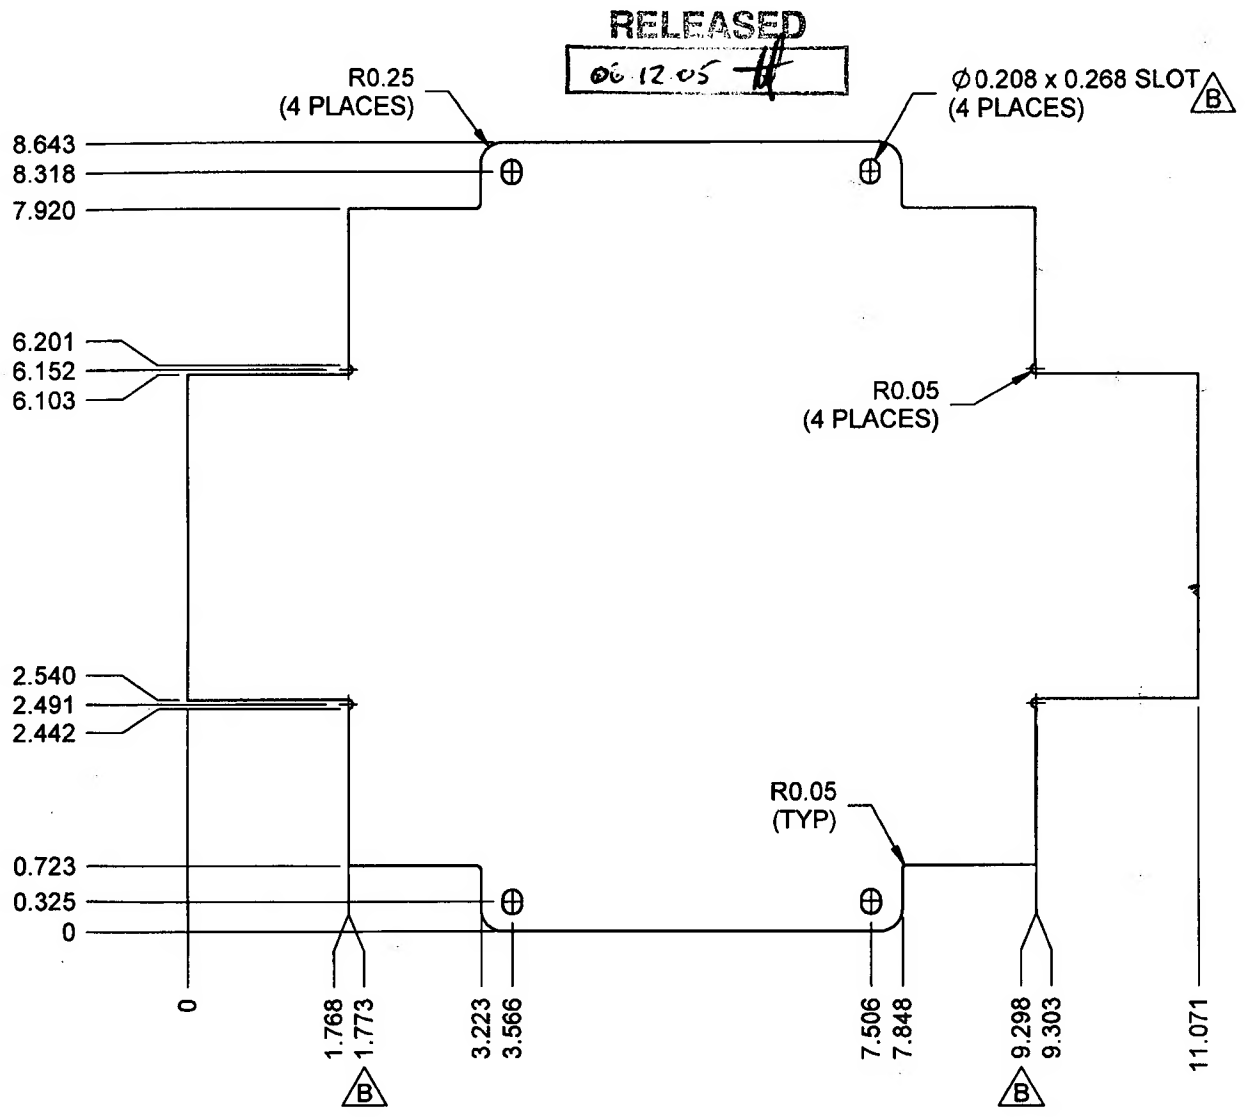 RELEASED
06.12.05
R0.25
(4 PLACES)
Ø0.208 x 0.268 SLOT
(4 PLACES)
B
8.643
8.318
7.920
6.201
6.152
6.103
R0.05
(4 PLACES)
2.540
2.491
2.442
R0.05
(TYP)
0.723
0.325
0
0
1.768
1.773
3.223
3.566
7.506
7.848
9.298
9.303
11.071
B
B